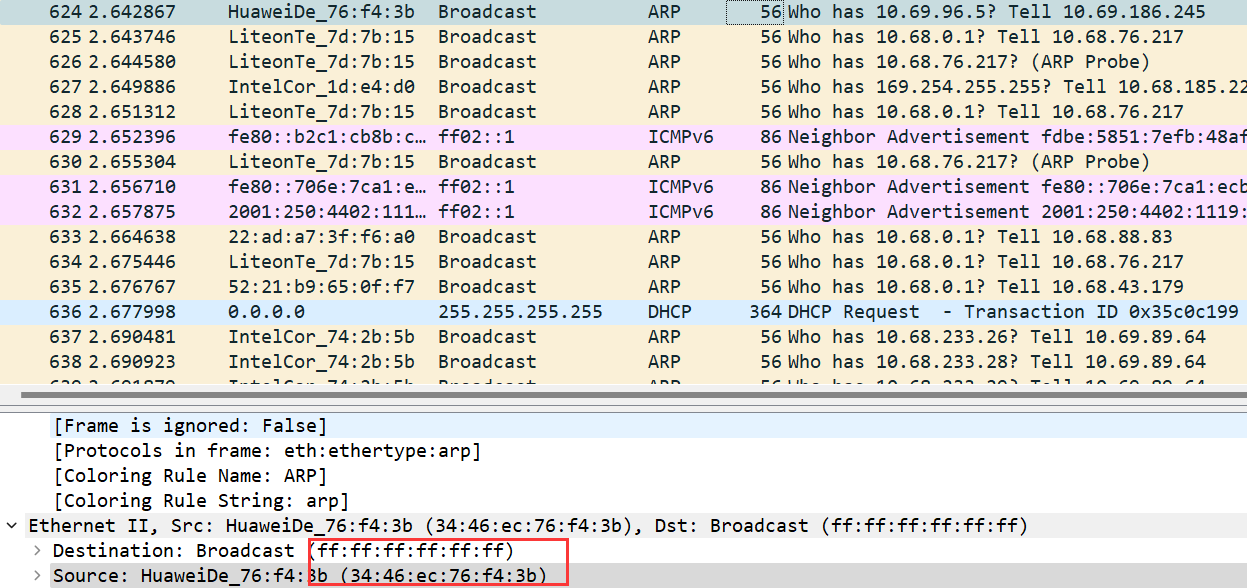 624 2.642867 HuaweiDe_76:f4:3b Broadcast ARP 56 Who has 10.69.96.5? Tell 10.69.186.245
625 2.643746 LiteonTe_7d:7b:15 Broadcast ARP 56 Who has 10.68.0.1? Tell 10.68.76.217
626 2.644580 LiteonTe_7d:7b:15 Broadcast ARP 56 Who has 10.68.76.217? (ARP Probe)
627 2.649886 IntelCor_1d:e4:d0 Broadcast ARP 56 Who has 169.254.255.255? Tell 10.68.185.22
628 2.651312 LiteonTe_7d:7b:15 Broadcast ARP 56 Who has 10.68.0.1? Tell 10.68.76.217
629 2.652396 fe80::b2c1:cb8b:c… ff02::1 ICMPv6 86 Neighbor Advertisement fdbe:5851:7efb:48af
630 2.655304 LiteonTe_7d:7b:15 Broadcast ARP 56 Who has 10.68.76.217? (ARP Probe)
631 2.656710 fe80::706e:7ca1:e… ff02::1 ICMPv6 86 Neighbor Advertisement fe80::706e:7ca1:ecb
632 2.657875 2001:250:4402:111… ff02::1 ICMPv6 86 Neighbor Advertisement 2001:250:4402:1119:
633 2.664638 22:ad:a7:3f:f6:a0 Broadcast ARP 56 Who has 10.68.0.1? Tell 10.68.88.83
634 2.675446 LiteonTe_7d:7b:15 Broadcast ARP 56 Who has 10.68.0.1? Tell 10.68.76.217
635 2.676767 52:21:b9:65:0f:f7 Broadcast ARP 56 Who has 10.68.0.1? Tell 10.68.43.179
636 2.677998 0.0.0.0 255.255.255.255 DHCP 364 DHCP Request - Transaction ID 0x35c0c199
637 2.690481 IntelCor_74:2b:5b Broadcast ARP 56 Who has 10.68.233.26? Tell 10.69.89.64
638 2.690923 IntelCor_74:2b:5b Broadcast ARP 56 Who has 10.68.233.28? Tell 10.69.89.64
[Frame is ignored: False]
[Protocols in frame: eth:ethertype:arp]
[Coloring Rule Name: ARP]
[Coloring Rule String: arp]
Ethernet II, Src: HuaweiDe_76:f4:3b (34:46:ec:76:f4:3b), Dst: Broadcast (ff:ff:ff:ff:ff:ff)
Destination: Broadcast (ff:ff:ff:ff:ff:ff)
Source: HuaweiDe_76:f4:3b (34:46:ec:76:f4:3b)